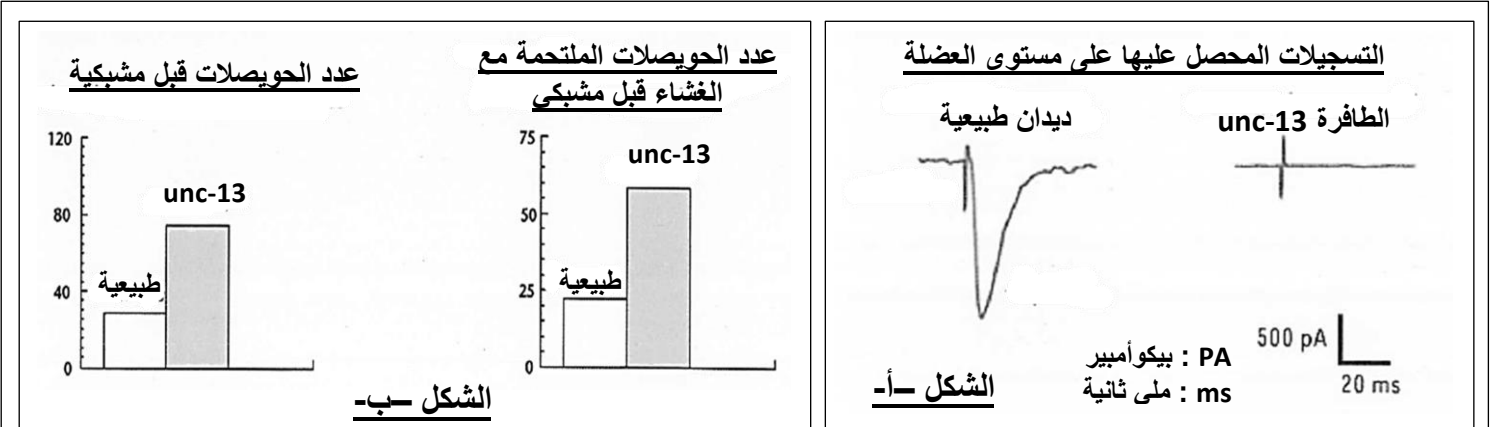 التسجيلات المحصل عليها على مستوى العضلة
الطافرة unc-13
ديدان طبيعية
500 pA
20 ms
PA : بيكوأمبير
ms : ملي ثانية
الشكل –أ-
عدد الحويصلات الملتحمة مع
الغشاء قبل مشبكي
75
50
25
0
unc-13
طبيعية
عدد الحويصلات قبل مشبكية
120
80
40
0
unc-13
طبيعية
الشكل –ب-